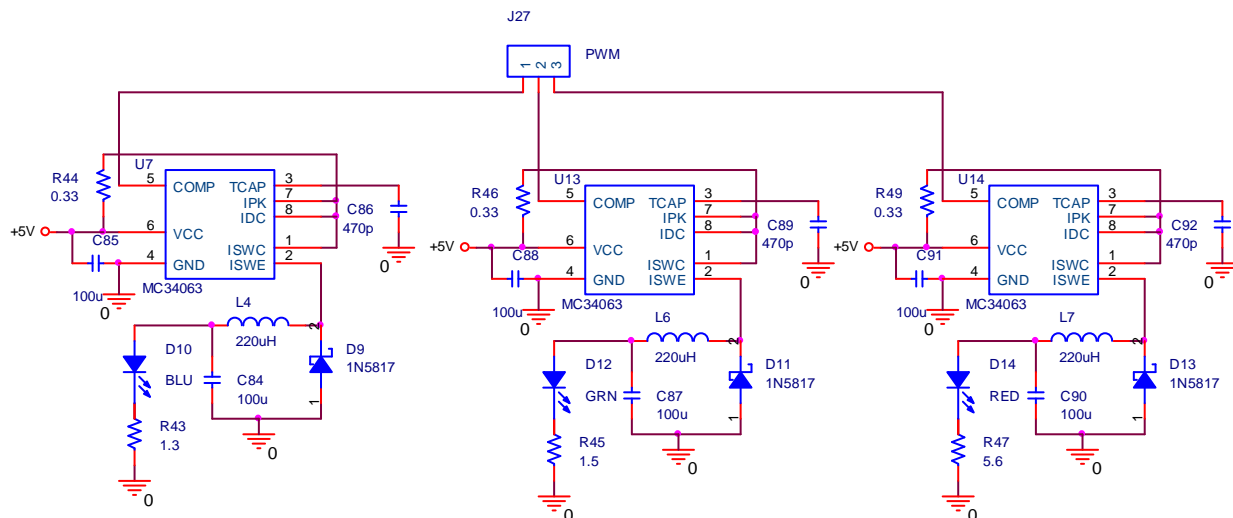 J27
PWM
1 2 3
U7
R44
0.33
5 COMP TCAP 3
IPK 7
IDC 8
6 VCC
ISWC 1
4 GND ISWE 2
MC34063
+5V
C85
100u
0
C86
470p
0
L4
220uH
2
D9
1N5817
1
D10
BLU
C84
100u
0
R43
1.3
0
U13
R46
0.33
5 COMP TCAP 3
IPK 7
IDC 8
6 VCC
ISWC 1
4 GND ISWE 2
MC34063
+5V
C88
100u
0
C89
470p
0
L6
220uH
2
D11
1N5817
1
D12
GRN
C87
100u
0
R45
1.5
0
U14
R49
0.33
5 COMP TCAP 3
IPK 7
IDC 8
6 VCC
ISWC 1
4 GND ISWE 2
MC34063
+5V
C91
100u
0
C92
470p
0
L7
220uH
2
D13
1N5817
1
D14
RED
C90
100u
0
R47
5.6
0